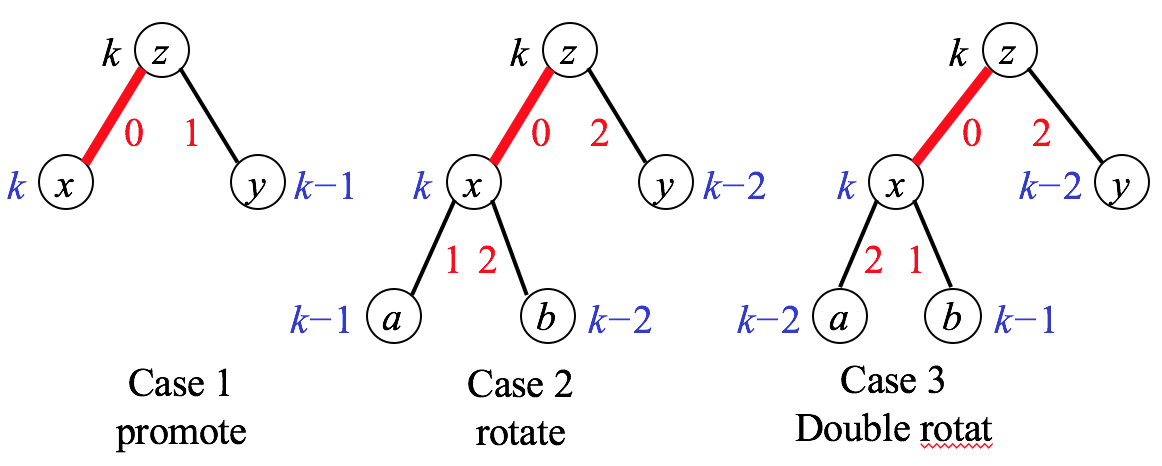 k z
0 1
k x y k−1
Case 1
promote
k z
0 2
k x y k−2
1 2
k−1 a b k−2
Case 2
rotate
k z
0 2
k x k−2 y
2 1
k−2 a b k−1
Case 3
Double rotat